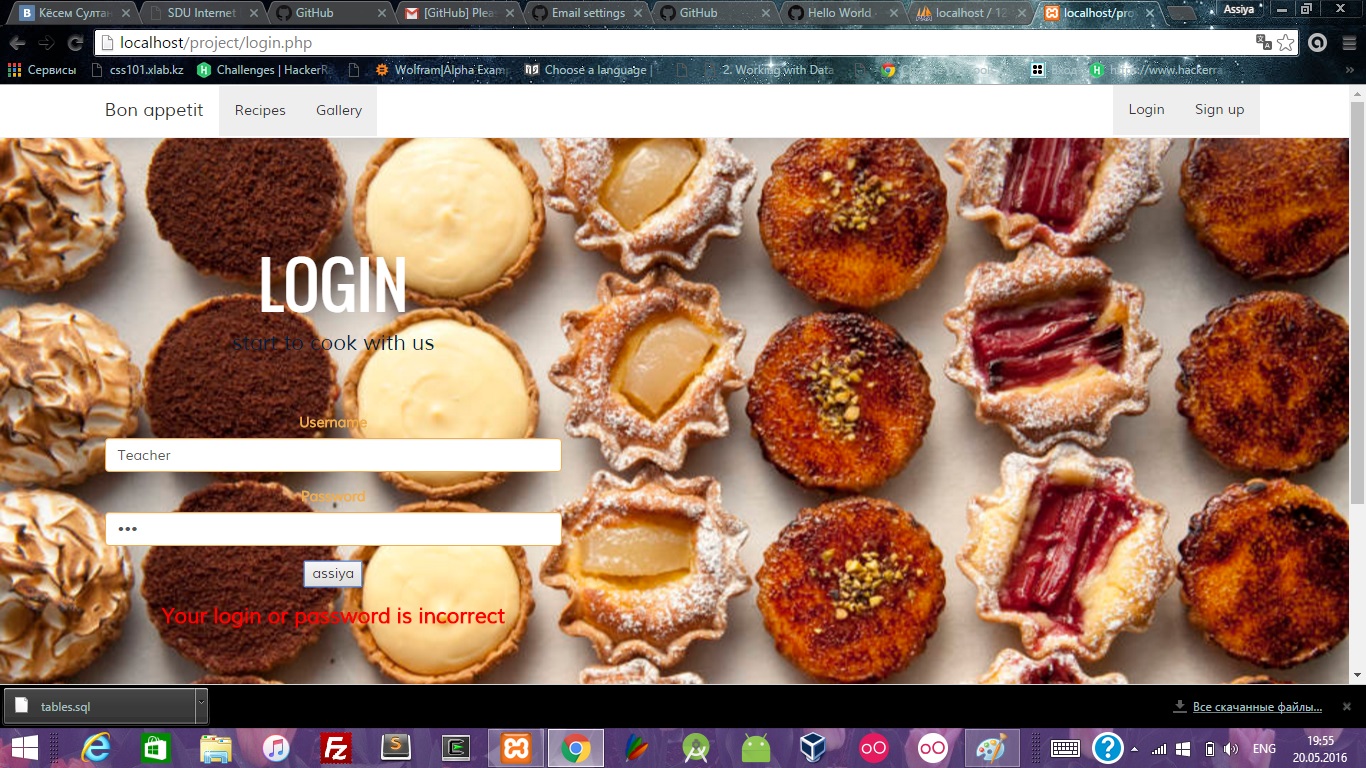 Кёсем Султан
SDU Internet
GitHub
[GitHub] Pleas
Email settings
GitHub
Hello World
localhost / 12
localhost/pro
Assiya
localhost/project/login.php
Сервисы
css101.xlab.kz
Challenges | HackerR
Wolfram|Alpha Examp
Choose a language |
2. Working with Data
Вход
https://www.hackerra
Bon appetit
Recipes
Gallery
Login
Sign up
LOGIN
start to cook with us
Username
Teacher
Password
•••
assiya
Your login or password is incorrect
tables.sql
Все скачанные файлы...
ENG
19:55
20.05.2016